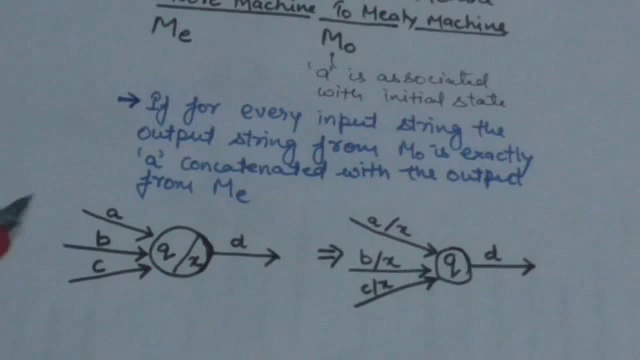 Machine To Mealy Machine
Me
Mo
'a' is associated
with initial state
→ If for every input string the
output string from Mo is exactly
'a' concatenated with the output
from Me
a
b
c
q/x
d
⇒
a/x
b/x
c/x
q
d